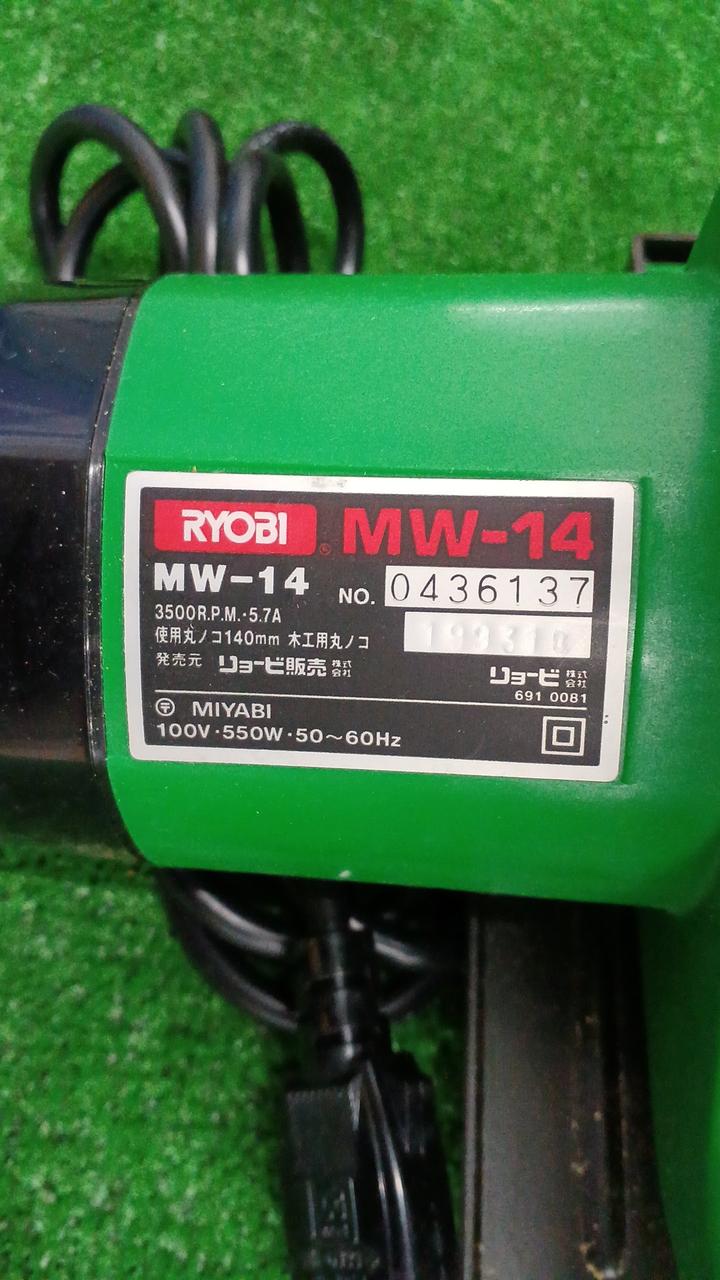 RYOBI® MW-14
MW-14 NO. 0436137
3500R.P.M.·5.7A
使用丸ノコ140mm 木工用丸ノコ
発売元 リョービ販売株式会社
リョービ株式会社
691 0081
〒 MIYABI
100V·550W·50～60Hz